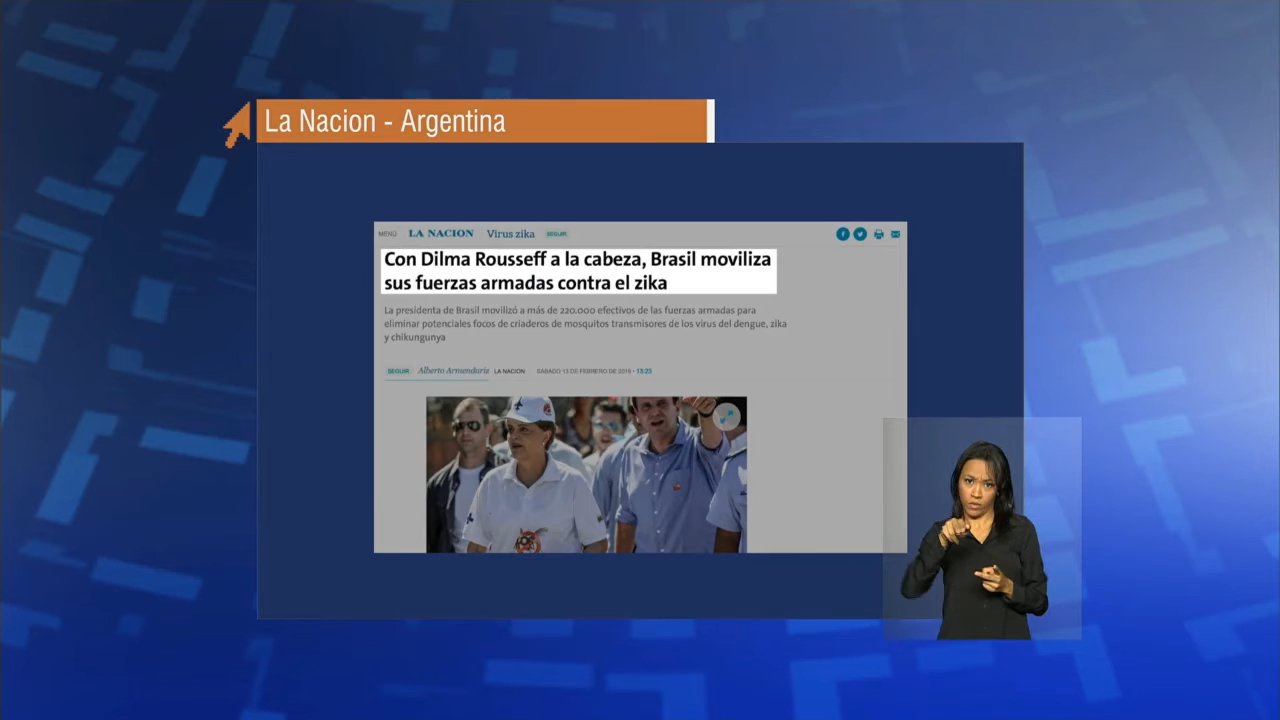 La Nacion - Argentina
MENÚ LA NACION Virus zika SEGUIR
Con Dilma Rousseff a la cabeza, Brasil moviliza
sus fuerzas armadas contra el zika
La presidenta de Brasil movilizó a más de 220.000 efectivos de las fuerzas armadas para
eliminar potenciales focos de criaderos de mosquitos transmisores de los virus del dengue, zika
y chikungunya
SEGUIR Alberto Armendariz LA NACION SÁBADO 13 DE FEBRERO DE 2016 • 13:23